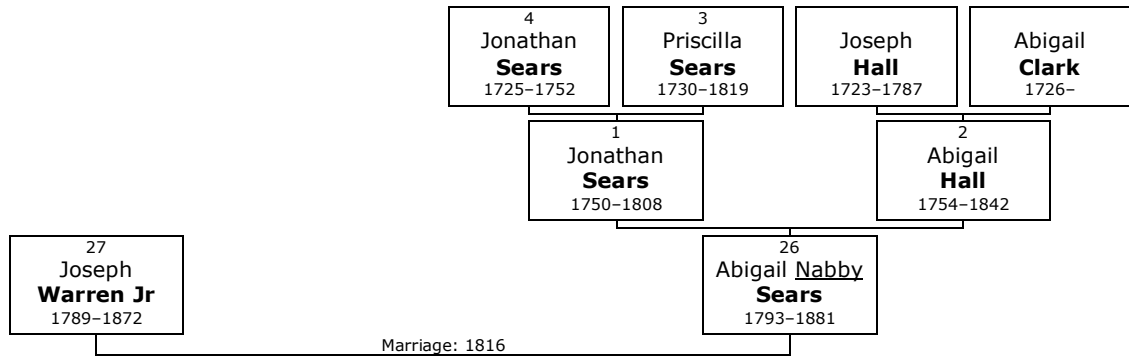 4
Jonathan
Sears
1725–1752
3
Priscilla
Sears
1730–1819
Joseph
Hall
1723–1787
Abigail
Clark
1726–
1
Jonathan
Sears
1750–1808
2
Abigail
Hall
1754–1842
27
Joseph
Warren Jr
1789–1872
26
Abigail Nabby
Sears
1793–1881
Marriage: 1816